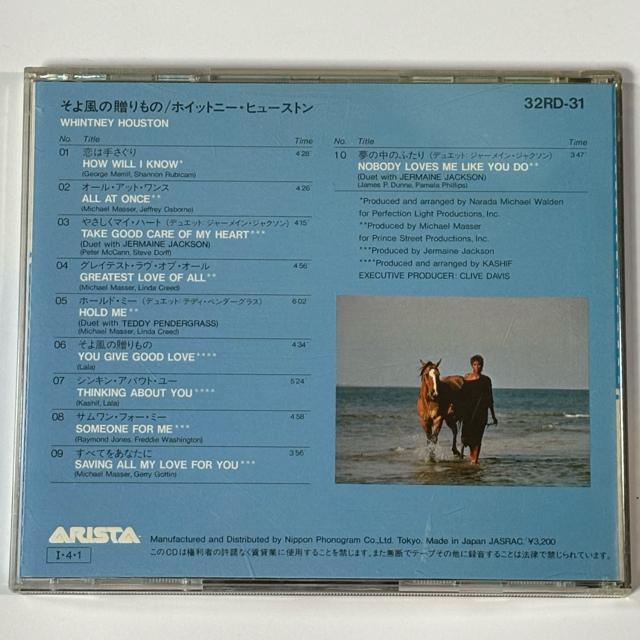 そよ風の贈りもの/ホイットニー・ヒューストン
32RD-31
WHINTNEY HOUSTON
No. Title Time
01 恋は手さぐり 4'28"
HOW WILL I KNOW*
(George Merrill, Shannon Rubicam)
02 オール・アット・ワンス 4'26"
ALL AT ONCE**
(Michael Masser, Jeffrey Osborne)
03 やさしくマイ・ハート(デュエット:ジャーメイン・ジャクソン) 4'15"
TAKE GOOD CARE OF MY HEART***
(Duet with JERMAINE JACKSON)
(Peter McCann, Steve Dorff)
04 グレイテスト・ラヴ・オブ・オール 4'56"
GREATEST LOVE OF ALL**
(Michael Masser, Linda Creed)
05 ホールド・ミー(デュエット:テディ・ペンダーグラス) 6'02"
HOLD ME**
(Duet with TEDDY PENDERGRASS)
(Michael Masser, Linda Creed)
06 そよ風の贈りもの 4'34"
YOU GIVE GOOD LOVE****
(Lala)
07 シンキン・アバウト・ユー 5'24"
THINKING ABOUT YOU****
(Kashif, Lala)
08 サムワン・フォー・ミー 4'58"
SOMEONE FOR ME***
(Raymond Jones, Freddie Washington)
09 すべてをあなたに 3'56"
SAVING ALL MY LOVE FOR YOU***
(Michael Masser, Gerry Gottin)
No. Title Time
10 夢の中のふたり(デュエット:ジャーメイン・ジャクソン) 3'47"
NOBODY LOVES ME LIKE YOU DO**
(Duet with JERMAINE JACKSON)
(James P. Dunne, Pamela Phillips)
*Produced and arranged by Narada Michael Walden
for Perfection Light Productions, Inc.
**Produced by Michael Masser
for Prince Street Productions, Inc.
***Produced by Jermaine Jackson
****Produced and arranged by KASHIF
EXECUTIVE PRODUCER: CLIVE DAVIS
ARISTA
I・4・1
Manufactured and Distributed by Nippon Phonogram Co., Ltd. Tokyo. Made in Japan JASRAC. ¥3,200
このCDは権利者の許諾なく賃貸業に使用することを禁じます。また無断でテープその他に録音することは法律で禁じられています。